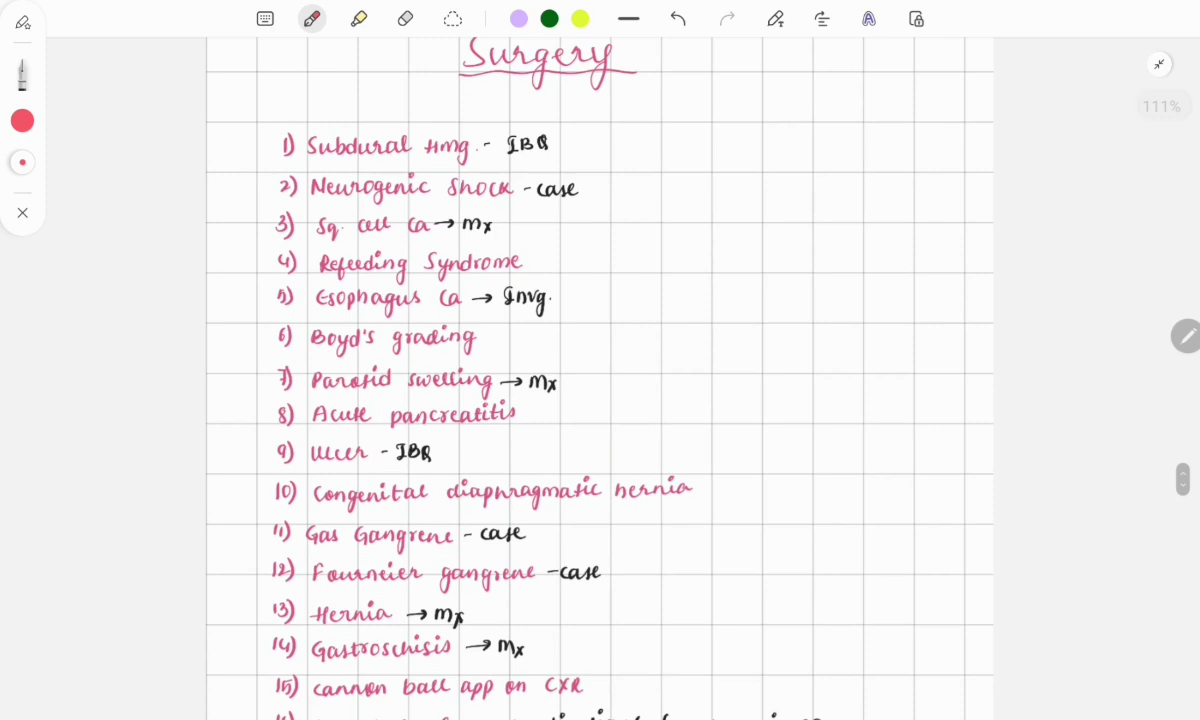 111%
Surgery
1) Subdural Hmg. - IBQ
2) Neurogenic Shock - case
3) Sq. cell Ca → Mx
4) Refeeding Syndrome
5) Esophagus Ca → Invg.
6) Boyd's grading
7) Parotid swelling → Mx
8) Acute pancreatitis
9) Ulcer - IBQ
10) Congenital diaphragmatic hernia
11) Gas Gangrene - case
12) Fourneier gangrene - case
13) Hernia → Mx
14) Gastroschisis → Mx
15) cannon ball app on CXR